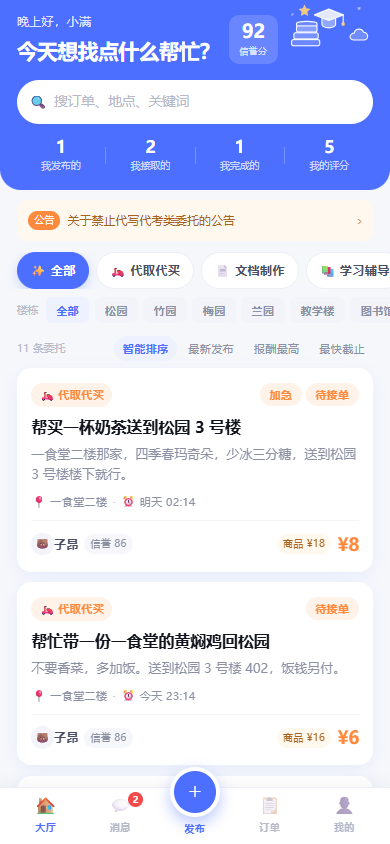 晚上好，小满
今天想找点什么帮忙？
92
信誉分
搜订单、地点、关键词
1
我发布的
2
我接取的
1
我完成的
5
我的评分
公告
关于禁止代写代考类委托的公告
全部
代取代买
文档制作
学习辅导
楼栋
全部
松园
竹园
梅园
兰园
教学楼
图书馆
11 条委托
智能排序
最新发布
报酬最高
最快截止
代取代买
加急
待接单
帮买一杯奶茶送到松园 3 号楼
一食堂二楼那家，四季春玛奇朵，少冰三分糖，送到松园
3 号楼楼下就行。
一食堂二楼 · 明天 02:14
子昂
信誉 86
商品 ¥18
¥8
代取代买
待接单
帮忙带一份一食堂的黄焖鸡回松园
不要香菜，多加饭。送到松园 3 号楼 402，饭钱另付。
一食堂二楼 · 今天 23:14
子昂
信誉 86
商品 ¥16
¥6
大厅
2
消息
发布
订单
我的